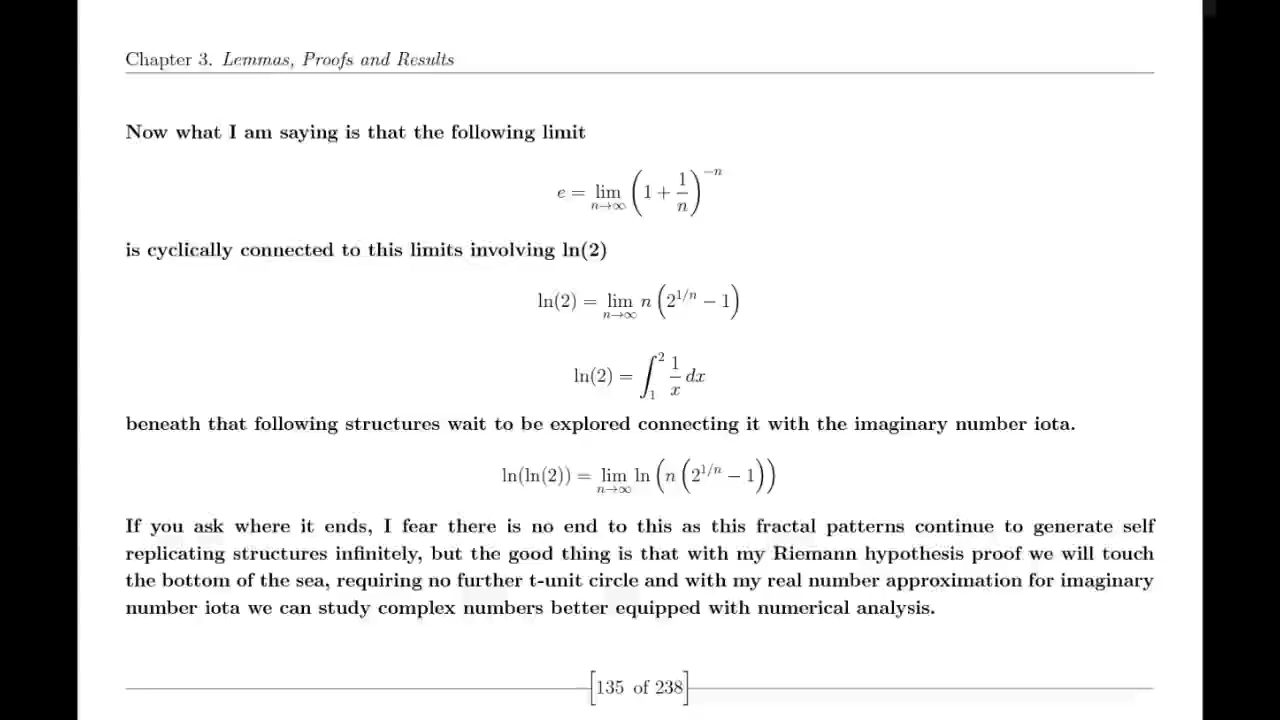 Chapter 3. Lemmas, Proofs and Results
Now what I am saying is that the following limit
e = lim_{n→∞} (1 + 1/n)^{−n}
is cyclically connected to this limits involving ln(2)
ln(2) = lim_{n→∞} n (2^{1/n} − 1)
ln(2) = ∫_1^2 1/x dx
beneath that following structures wait to be explored connecting it with the imaginary number iota.
ln(ln(2)) = lim_{n→∞} ln (n (2^{1/n} − 1))
If you ask where it ends, I fear there is no end to this as this fractal patterns continue to generate self
replicating structures infinitely, but the good thing is that with my Riemann hypothesis proof we will touch
the bottom of the sea, requiring no further t-unit circle and with my real number approximation for imaginary
number iota we can study complex numbers better equipped with numerical analysis.
[135 of 238]